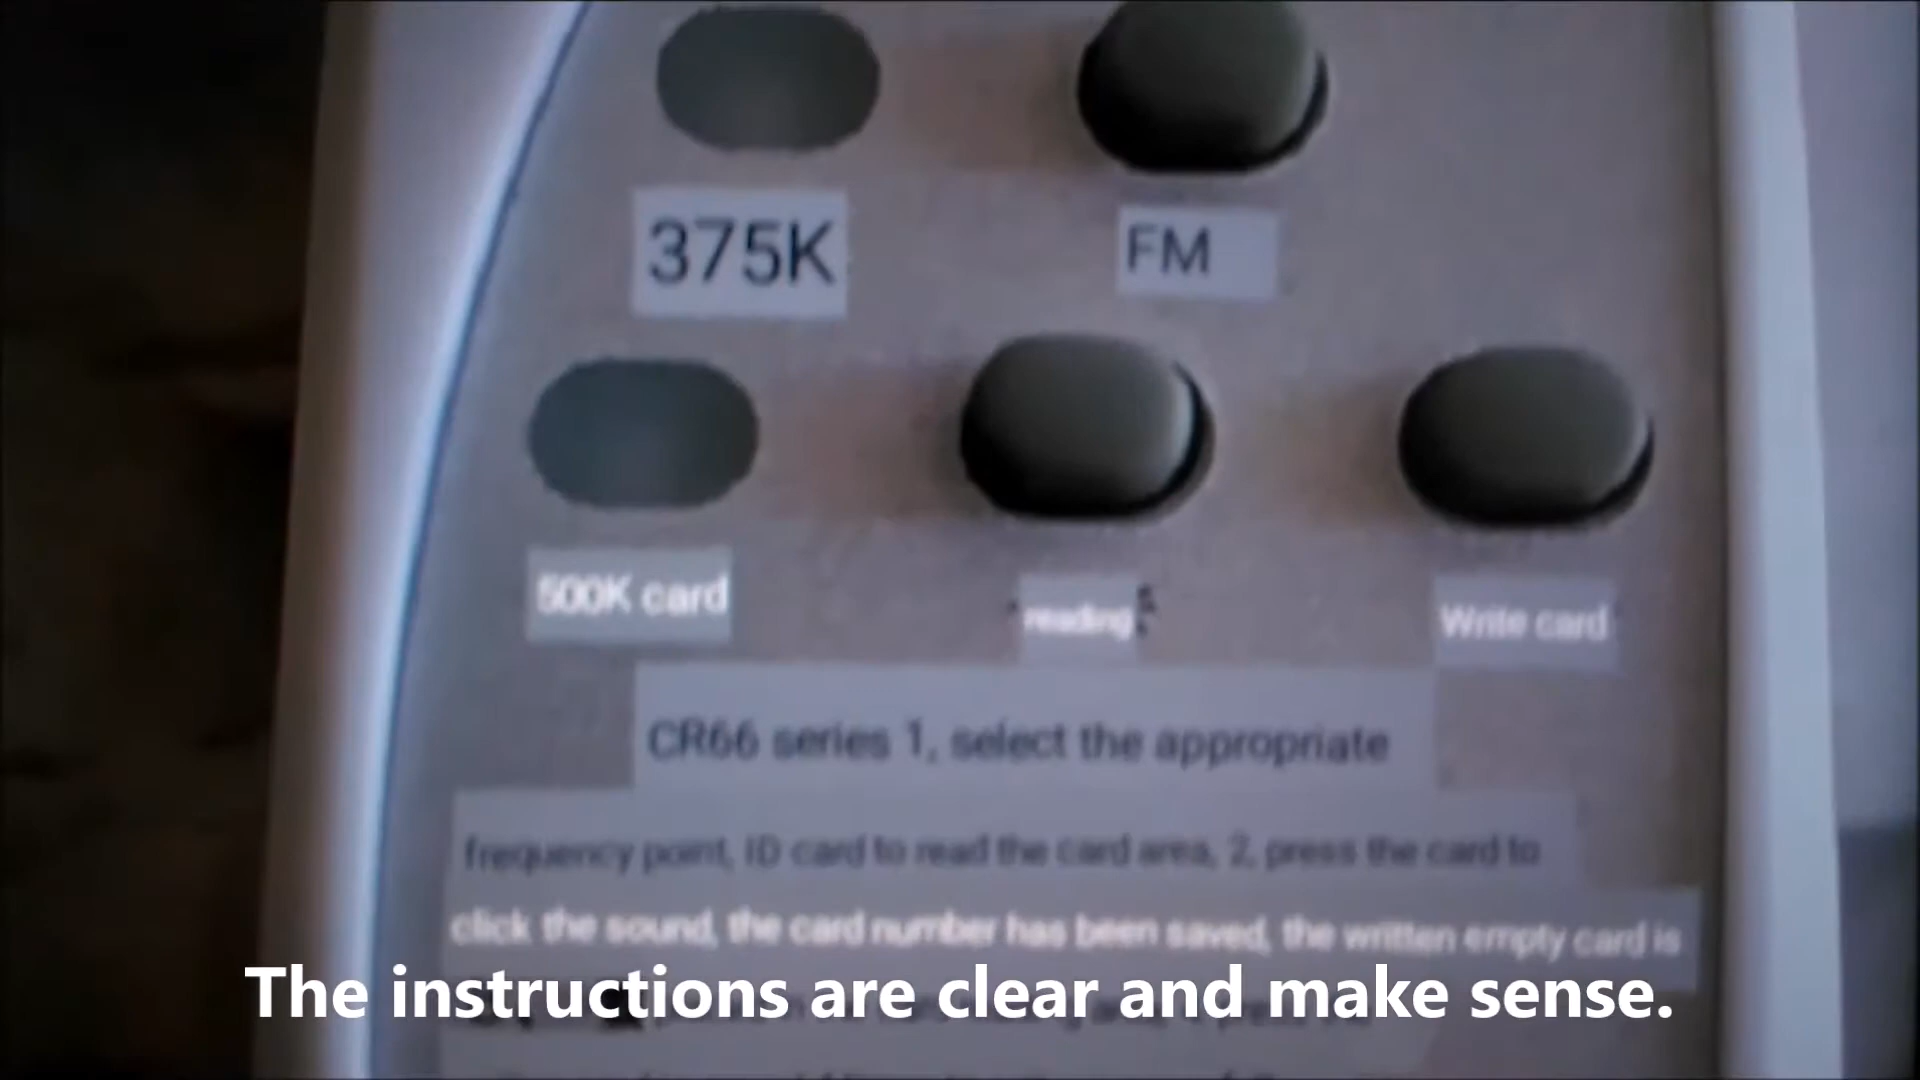 375K
FM
500K card
reading
Write card
CR66 series 1, select the appropriate
frequency point, ID card to read the card area, 2, press the card to
click the sound, the card number has been saved, the written empty card is
The instructions are clear and make sense.